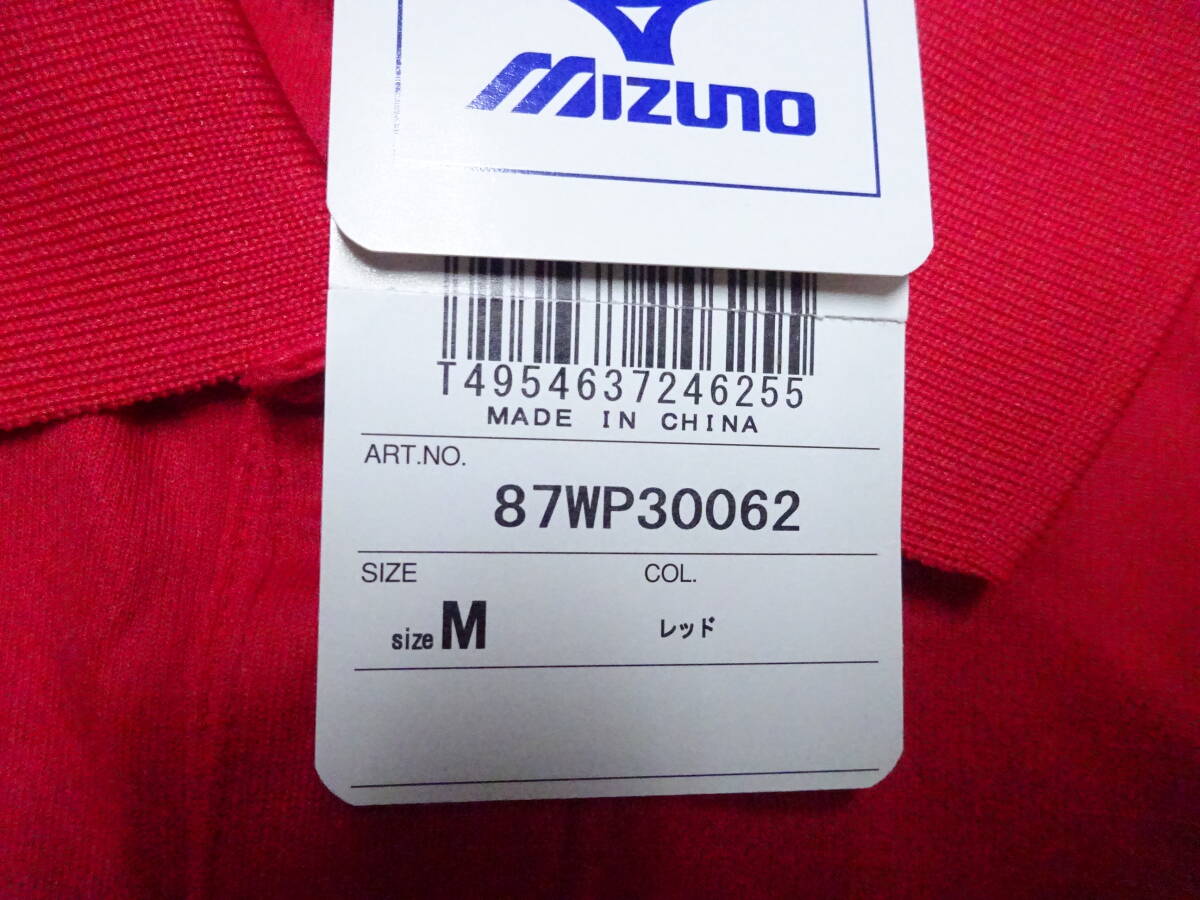 MIZUNO
T4954637246255
MADE IN CHINA
ART.NO.
87WP30062
SIZE
COL.
size M
レッド